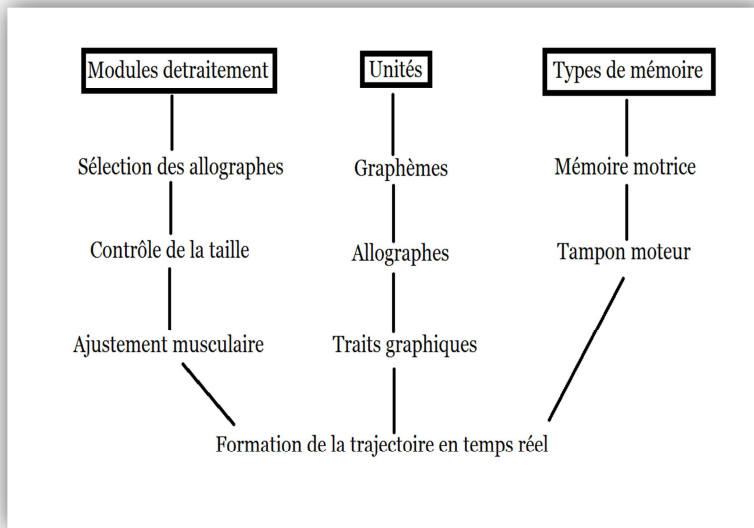 Modules detraitement
Unités
Types de mémoire
Sélection des allographes
Graphèmes
Mémoire motrice
Contrôle de la taille
Allographes
Tampon moteur
Ajustement musculaire
Traits graphiques
Formation de la trajectoire en temps réel